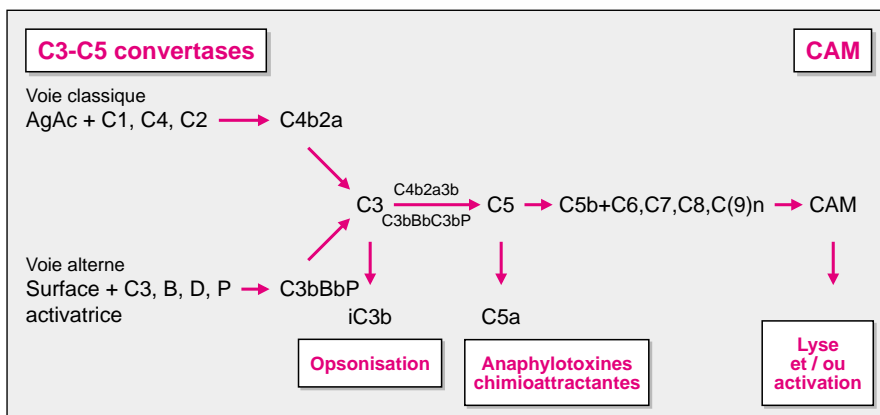 C3-C5 convertases
CAM
Voie classique
AgAc + C1, C4, C2
C4b2a
C4b2a3b
C3
C5
C5b+C6,C7,C8,C(9)n
CAM
C3bBbC3bP
Voie alterne
Surface + C3, B, D, P
activatrice
C3bBbP
iC3b
C5a
Opsonisation
Anaphylotoxines
chimioattractantes
Lyse
et / ou
activation